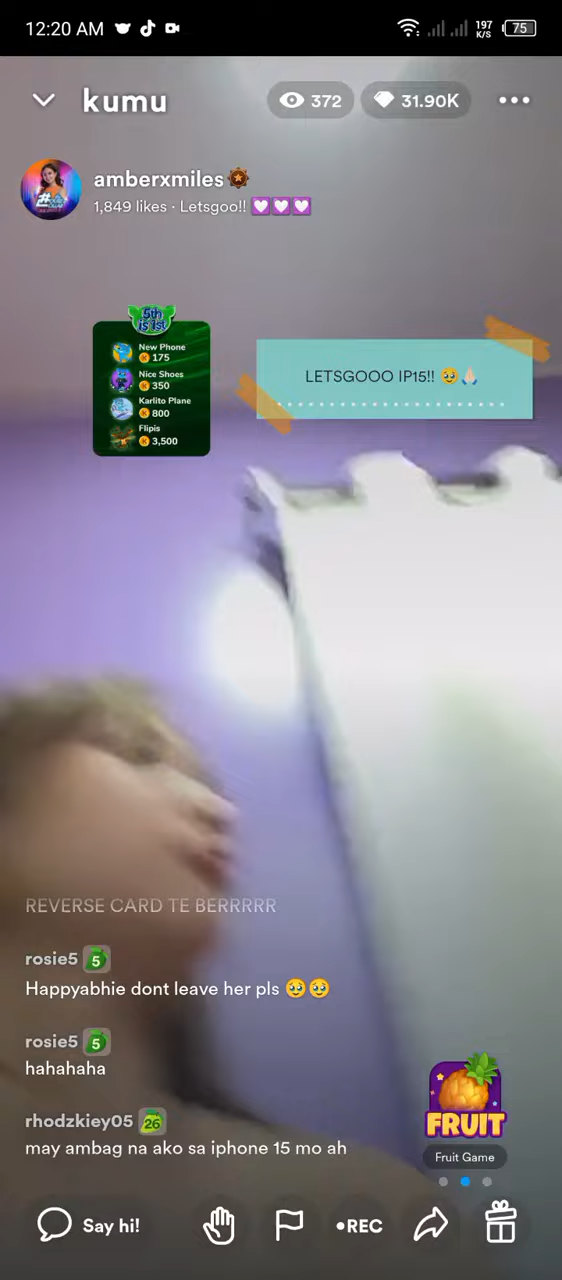 12:20 AM
197
K/S
75
kumu
372
31.90K
amberxmiles
1,849 likes · Letsgoo!! 💟💟💟
5th
is 1st
New Phone
175
Nice Shoes
350
Karlito Plane
800
Flipis
3,500
LETSGOOO IP15!! 🥹🙏🏻
REVERSE CARD TE BERRRRR
rosie5 5
Happyabhie dont leave her pls 🥹🥹
rosie5 5
hahahaha
rhodzkiey05 26
may ambag na ako sa iphone 15 mo ah
FRUIT
Fruit Game
Say hi!
•REC